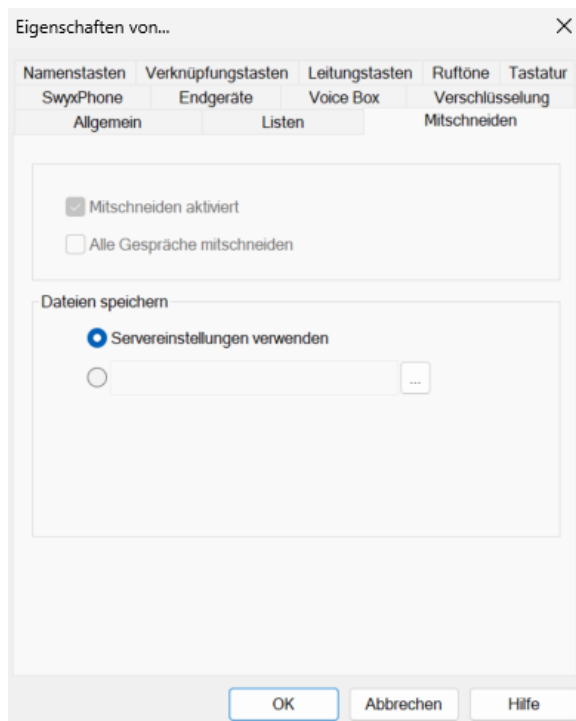 Eigenschaften von...
Namenstasten Verknüpfungstasten Leitungstasten Ruftöne Tastatur
SwyxPhone Endgeräte Voice Box Verschlüsselung
Allgemein Listen Mitschneiden
Mitschneiden aktiviert
Alle Gespräche mitschneiden
Dateien speichern
Servereinstellungen verwenden
...
OK Abbrechen Hilfe